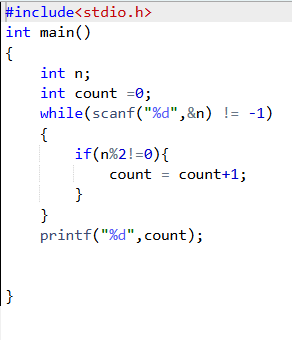 #include<stdio.h>
int main()
{
    int n;
    int count =0;
    while(scanf("%d",&n) != -1)
    {
        if(n%2!=0){
            count = count+1;
        }
    }
    printf("%d",count);
}